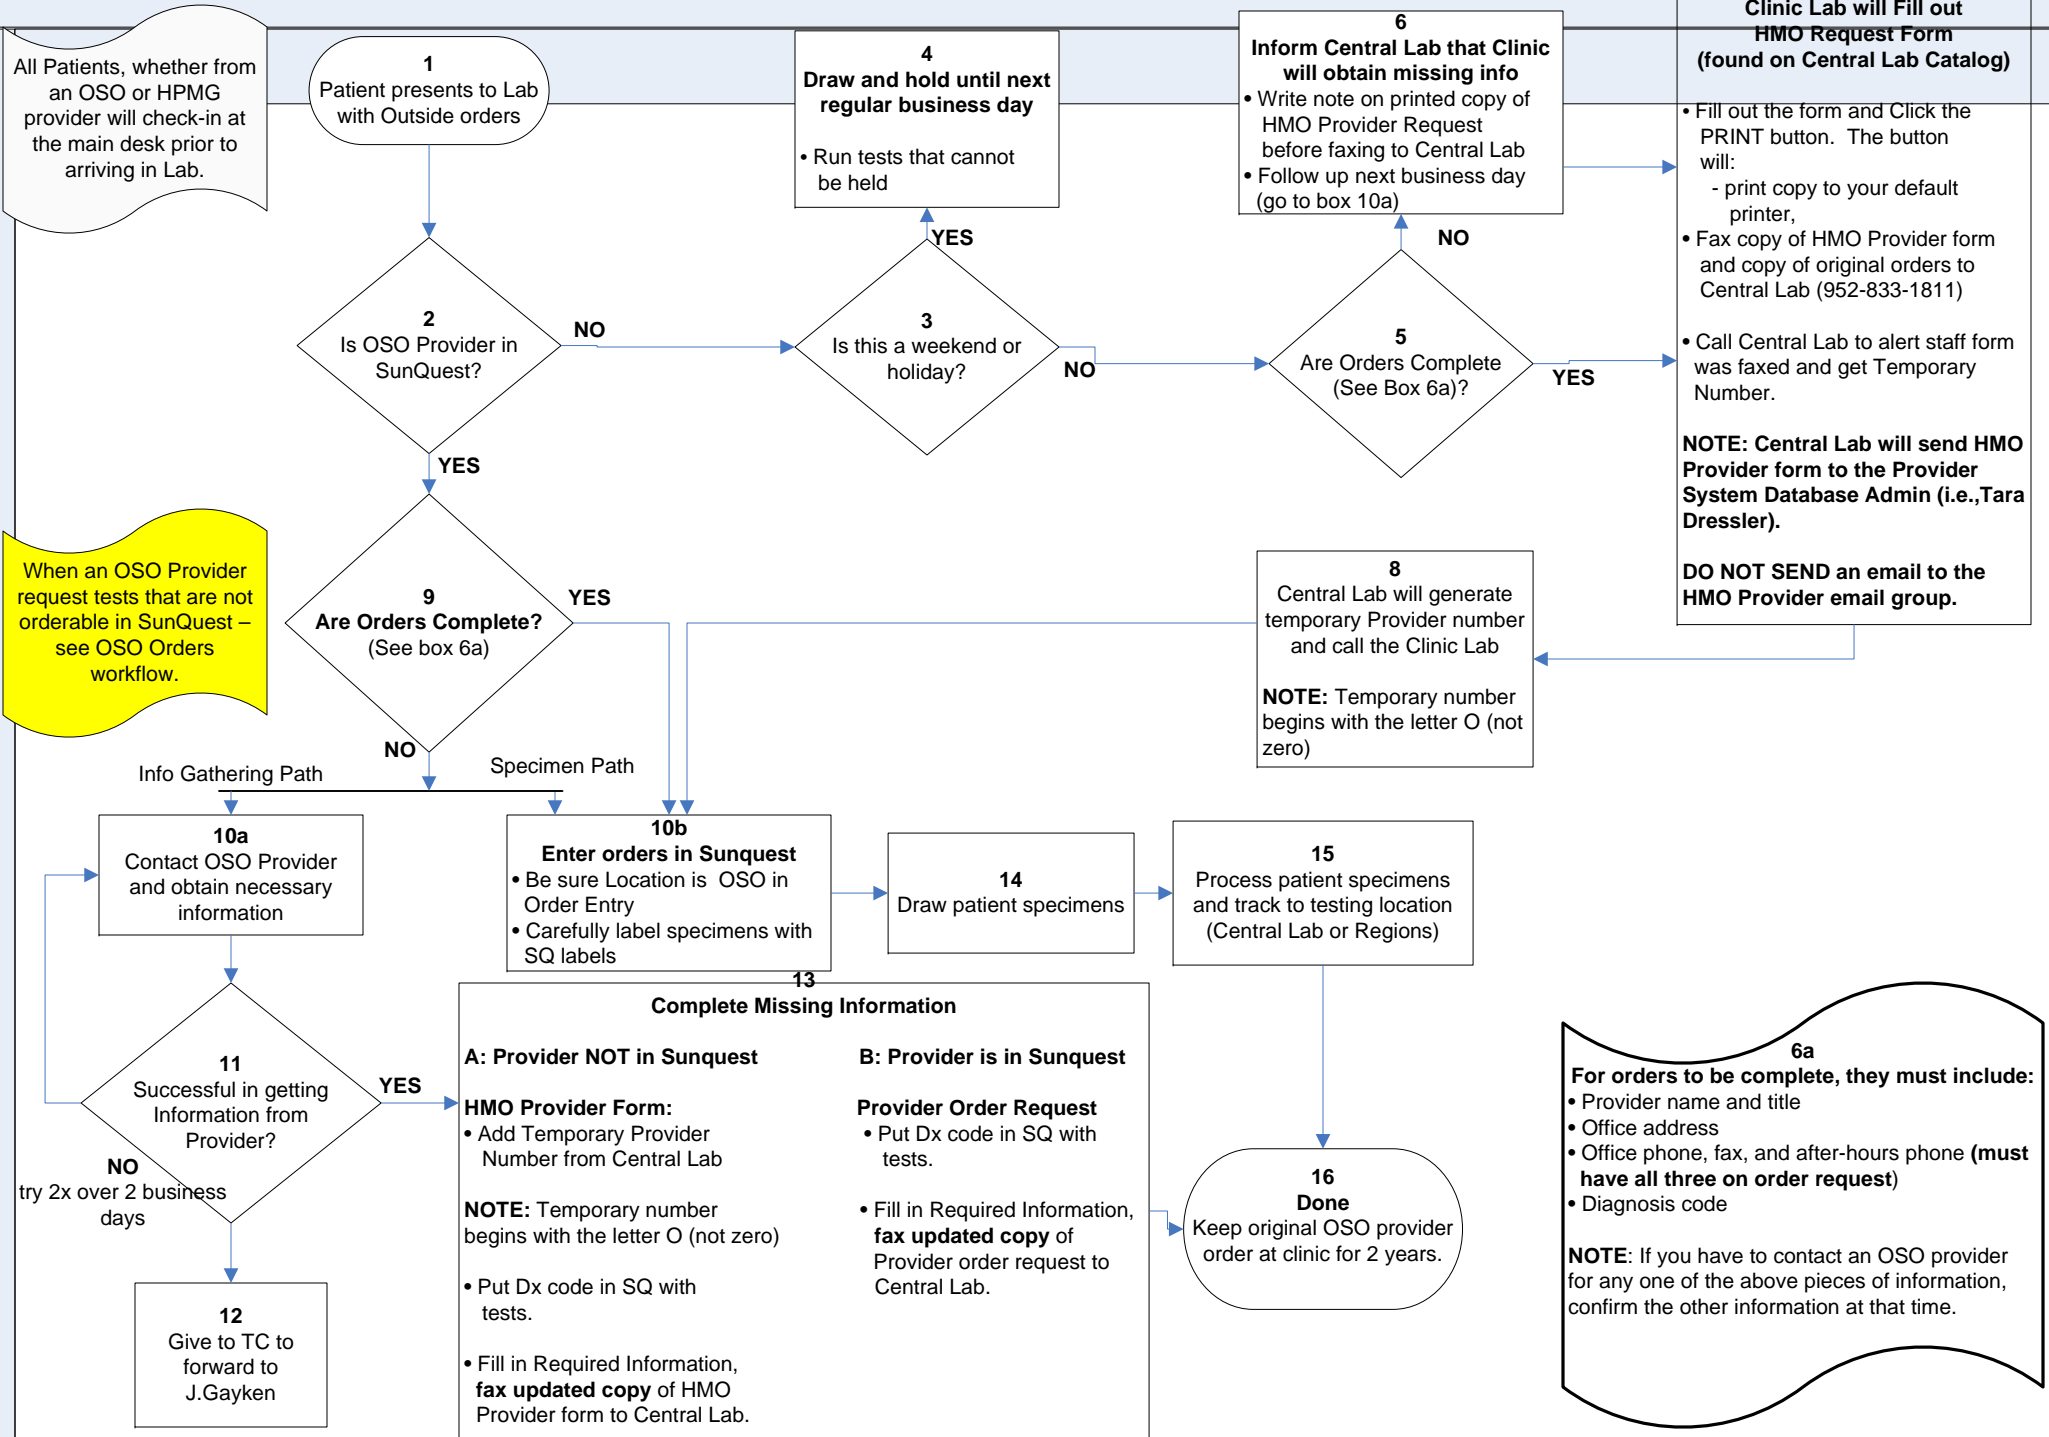 All Patients, whether from
an OSO or HPMG
provider will check-in at
the main desk prior to
arriving in Lab.
1
Patient presents to Lab
with Outside orders
4
Draw and hold until next
regular business day
• Run tests that cannot
be held
6
Inform Central Lab that Clinic
will obtain missing info
• Write note on printed copy of
HMO Provider Request
before faxing to Central Lab
• Follow up next business day
(go to box 10a)
Clinic Lab will Fill out
HMO Request Form
(found on Central Lab Catalog)
• Fill out the form and Click the
PRINT button. The button
will:
- print copy to your default
printer,
• Fax copy of HMO Provider form
and copy of original orders to
Central Lab (952-833-1811)
• Call Central Lab to alert staff form
was faxed and get Temporary
Number.
NOTE: Central Lab will send HMO
Provider form to the Provider
System Database Admin (i.e.,Tara
Dressler).
DO NOT SEND an email to the
HMO Provider email group.
2
Is OSO Provider in
SunQuest?
NO
YES
3
Is this a weekend or
holiday?
YES
NO
5
Are Orders Complete
(See Box 6a)?
NO
YES
When an OSO Provider
request tests that are not
orderable in SunQuest –
see OSO Orders
workflow.
9
Are Orders Complete?
(See box 6a)
YES
NO
8
Central Lab will generate
temporary Provider number
and call the Clinic Lab
NOTE: Temporary number
begins with the letter O (not
zero)
Info Gathering Path
Specimen Path
10a
Contact OSO Provider
and obtain necessary
information
10b
Enter orders in Sunquest
• Be sure Location is OSO in
Order Entry
• Carefully label specimens with
SQ labels
14
Draw patient specimens
15
Process patient specimens
and track to testing location
(Central Lab or Regions)
11
Successful in getting
Information from
Provider?
YES
NO
try 2x over 2 business
days
12
Give to TC to
forward to
J.Gayken
13
Complete Missing Information
A: Provider NOT in Sunquest
HMO Provider Form:
• Add Temporary Provider
Number from Central Lab
NOTE: Temporary number
begins with the letter O (not zero)
• Put Dx code in SQ with
tests.
• Fill in Required Information,
fax updated copy of HMO
Provider form to Central Lab.
B: Provider is in Sunquest
Provider Order Request
• Put Dx code in SQ with
tests.
• Fill in Required Information,
fax updated copy of
Provider order request to
Central Lab.
16
Done
Keep original OSO provider
order at clinic for 2 years.
6a
For orders to be complete, they must include:
• Provider name and title
• Office address
• Office phone, fax, and after-hours phone (must
have all three on order request)
• Diagnosis code
NOTE: If you have to contact an OSO provider
for any one of the above pieces of information,
confirm the other information at that time.